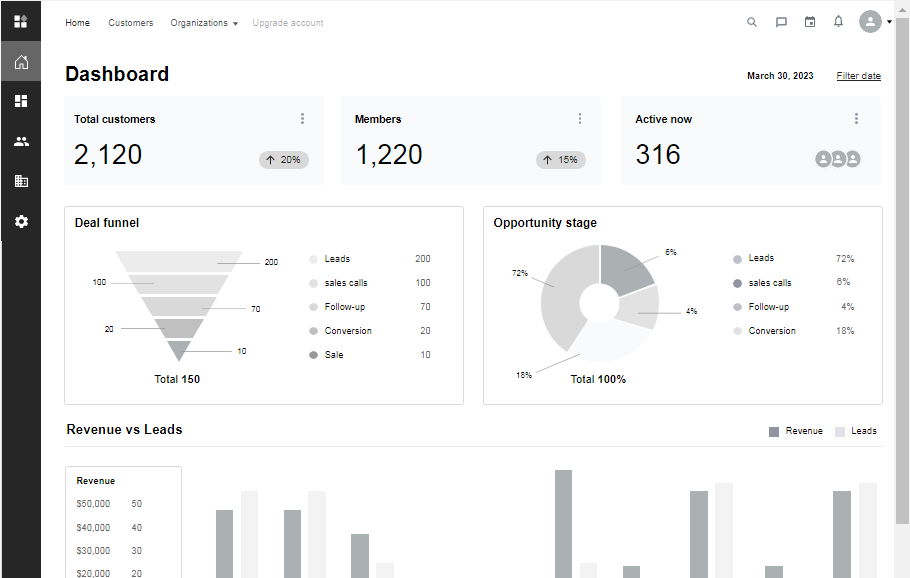 Home Customers Organizations Upgrade account
Dashboard
March 30, 2023 Filter date
Total customers
2,120
20%
Members
1,220
15%
Active now
316
Deal funnel
200
100
70
20
10
Total 150
Leads 200
sales calls 100
Follow-up 70
Conversion 20
Sale 10
Opportunity stage
6%
72%
4%
18%
Total 100%
Leads 72%
sales calls 6%
Follow-up 4%
Conversion 18%
Revenue vs Leads
Revenue Leads
Revenue
$50,000 50
$40,000 40
$30,000 30
$20,000 20